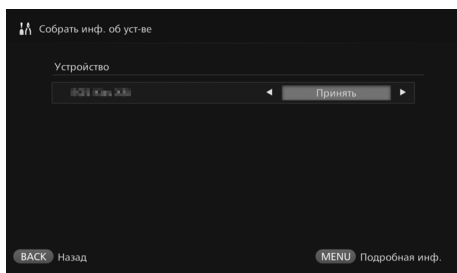 Собрать инф. об уст-ве
Устройство
Принять
BACK Назад
MENU Подробная инф.